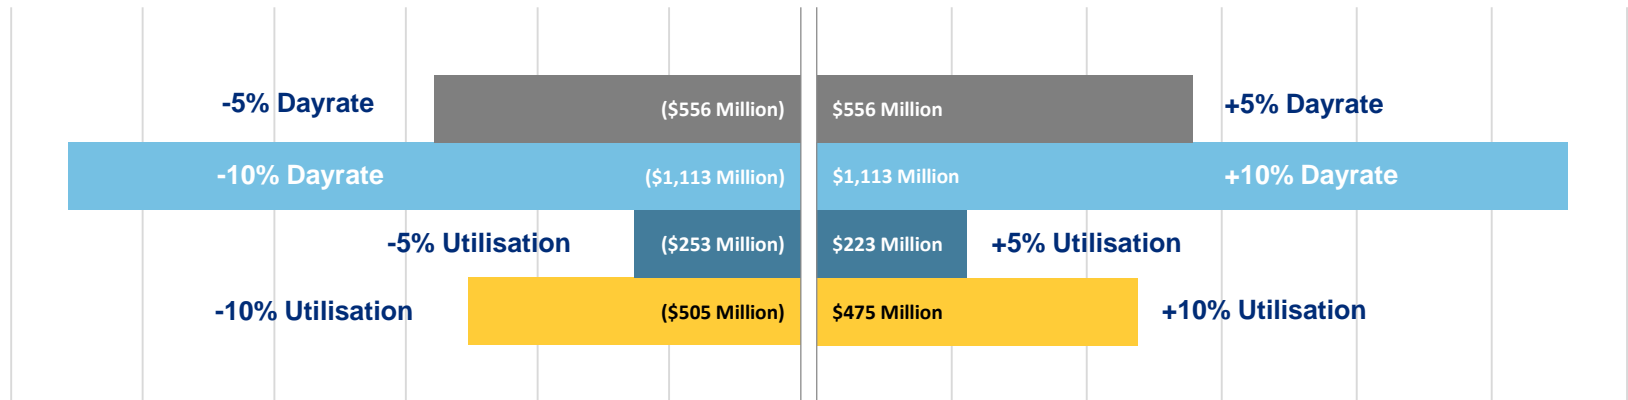 -5% Dayrate ($556 Million) $556 Million +5% Dayrate
-10% Dayrate ($1,113 Million) $1,113 Million +10% Dayrate
-5% Utilisation ($253 Million) $223 Million +5% Utilisation
-10% Utilisation ($505 Million) $475 Million +10% Utilisation